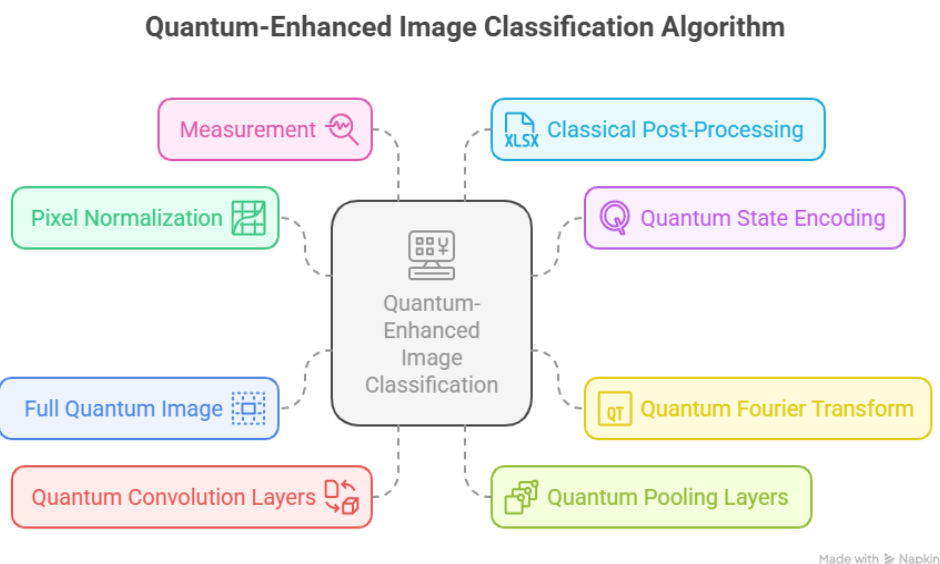 Quantum-Enhanced Image Classification Algorithm
Measurement
XLSX Classical Post-Processing
Pixel Normalization
Quantum State Encoding
Quantum-
Enhanced
Image
Classification
Full Quantum Image
QT Quantum Fourier Transform
Quantum Convolution Layers
Quantum Pooling Layers
Made with Napkin